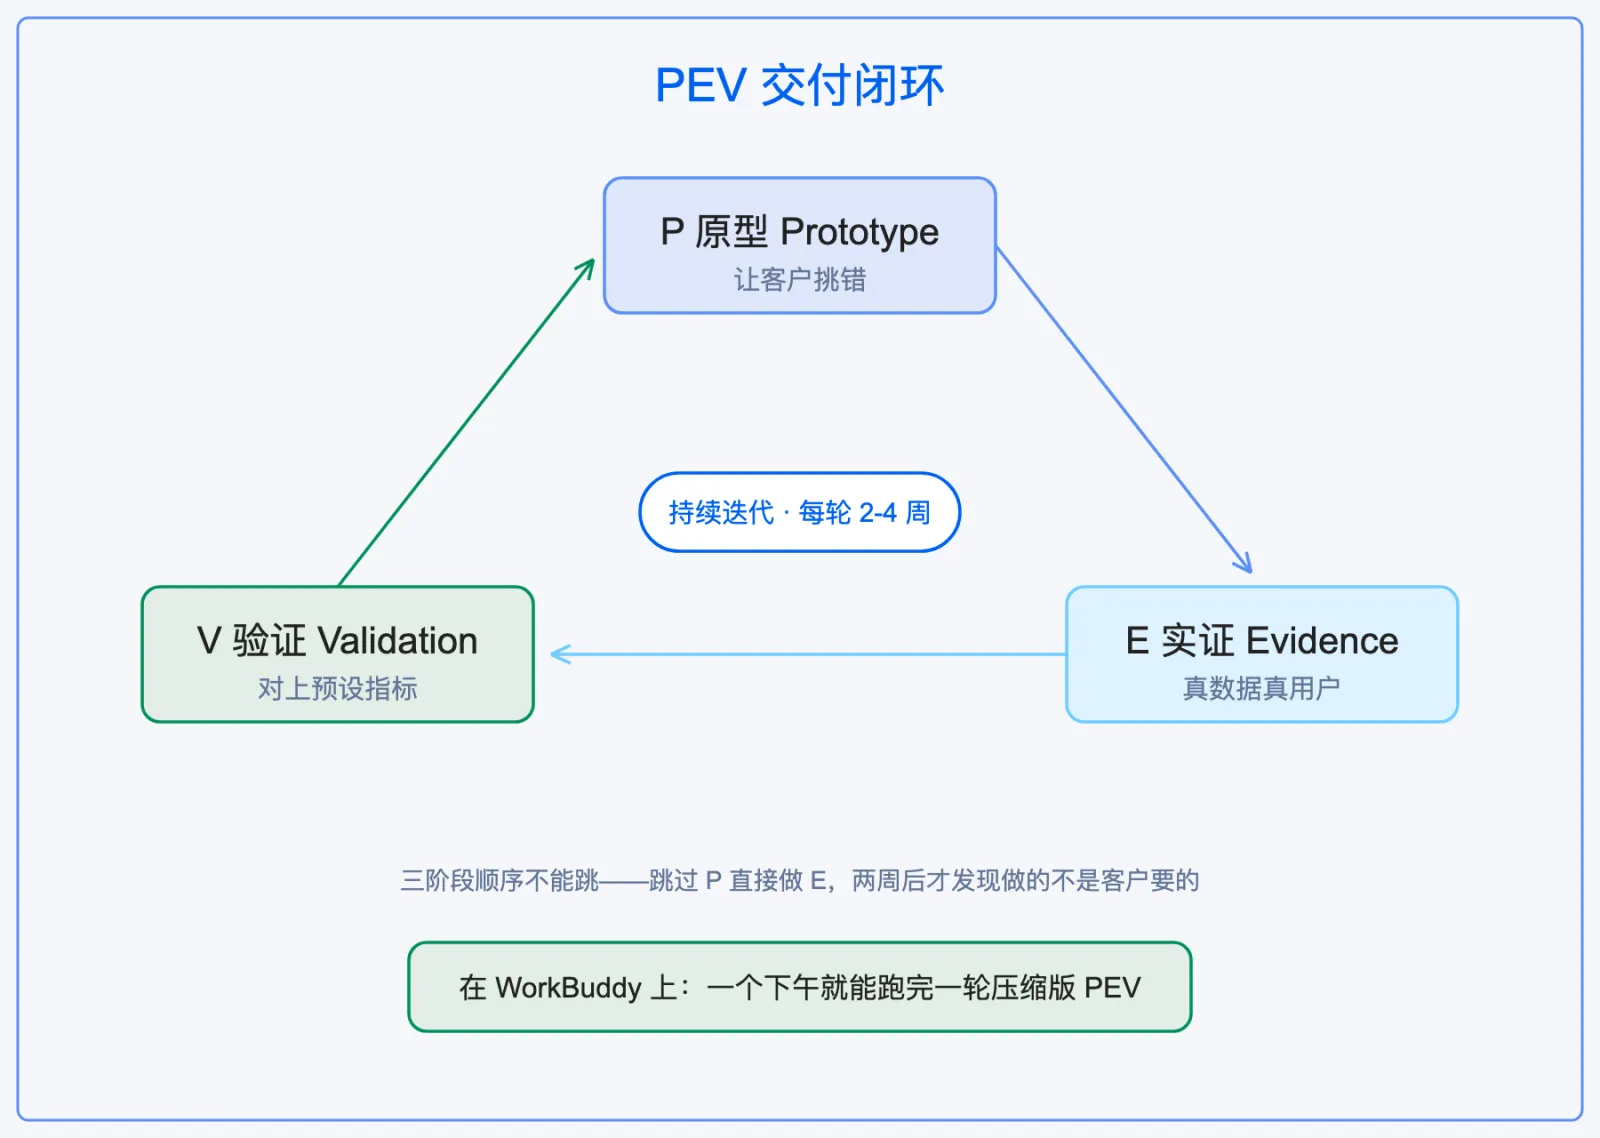 PEV 交付闭环
P 原型 Prototype
让客户挑错
持续迭代 · 每轮 2-4 周
V 验证 Validation
对上预设指标
E 实证 Evidence
真数据真用户
三阶段顺序不能跳——跳过 P 直接做 E，两周后才发现做的不是客户要的
在 WorkBuddy 上：一个下午就能跑完一轮压缩版 PEV